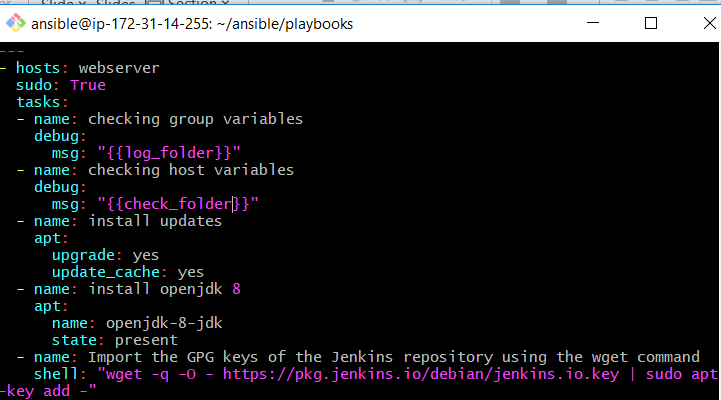 ansible@ip-172-31-14-255: ~/ansible/playbooks
---
- hosts: webserver
  sudo: True
  tasks:
  - name: checking group variables
    debug:
      msg: "{{log_folder}}"
  - name: checking host variables
    debug:
      msg: "{{check_folder}}"
  - name: install updates
    apt:
      upgrade: yes
      update_cache: yes
  - name: install openjdk 8
    apt:
      name: openjdk-8-jdk
      state: present
  - name: Import the GPG keys of the Jenkins repository using the wget command
    shell: "wget -q -O - https://pkg.jenkins.io/debian/jenkins.io.key | sudo apt
-key add -"